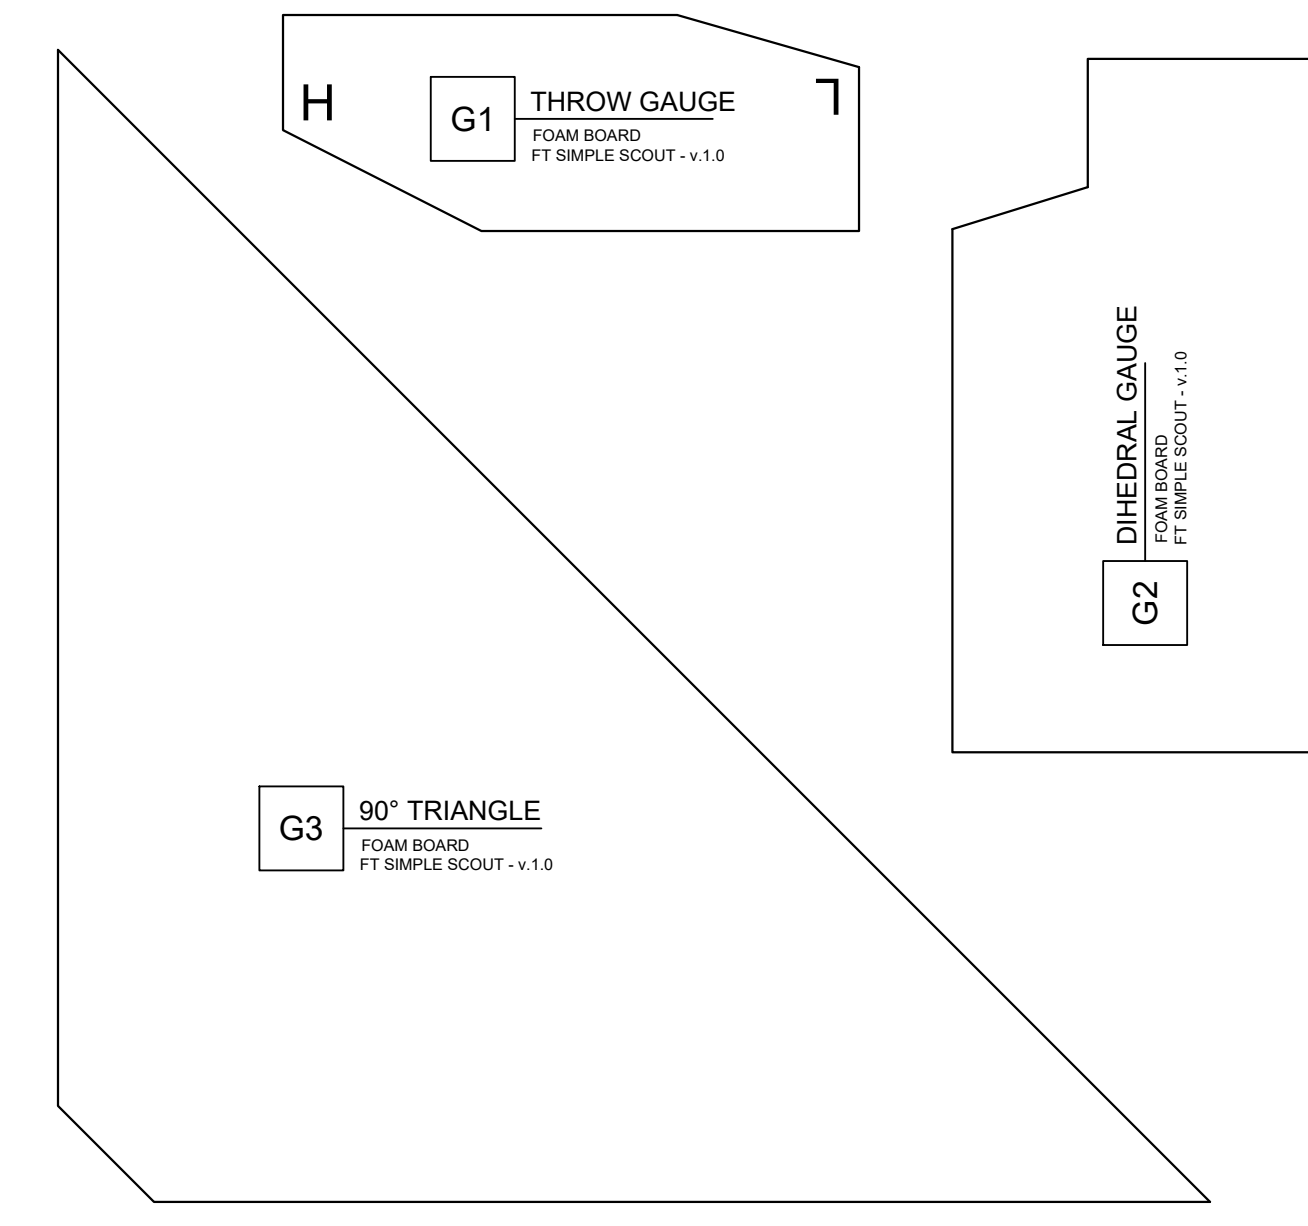 H
G1
THROW GAUGE
FOAM BOARD
FT SIMPLE SCOUT - v.1.0
L
G2
DIHEDRAL GAUGE
FOAM BOARD
FT SIMPLE SCOUT - v.1.0
G3
90° TRIANGLE
FOAM BOARD
FT SIMPLE SCOUT - v.1.0